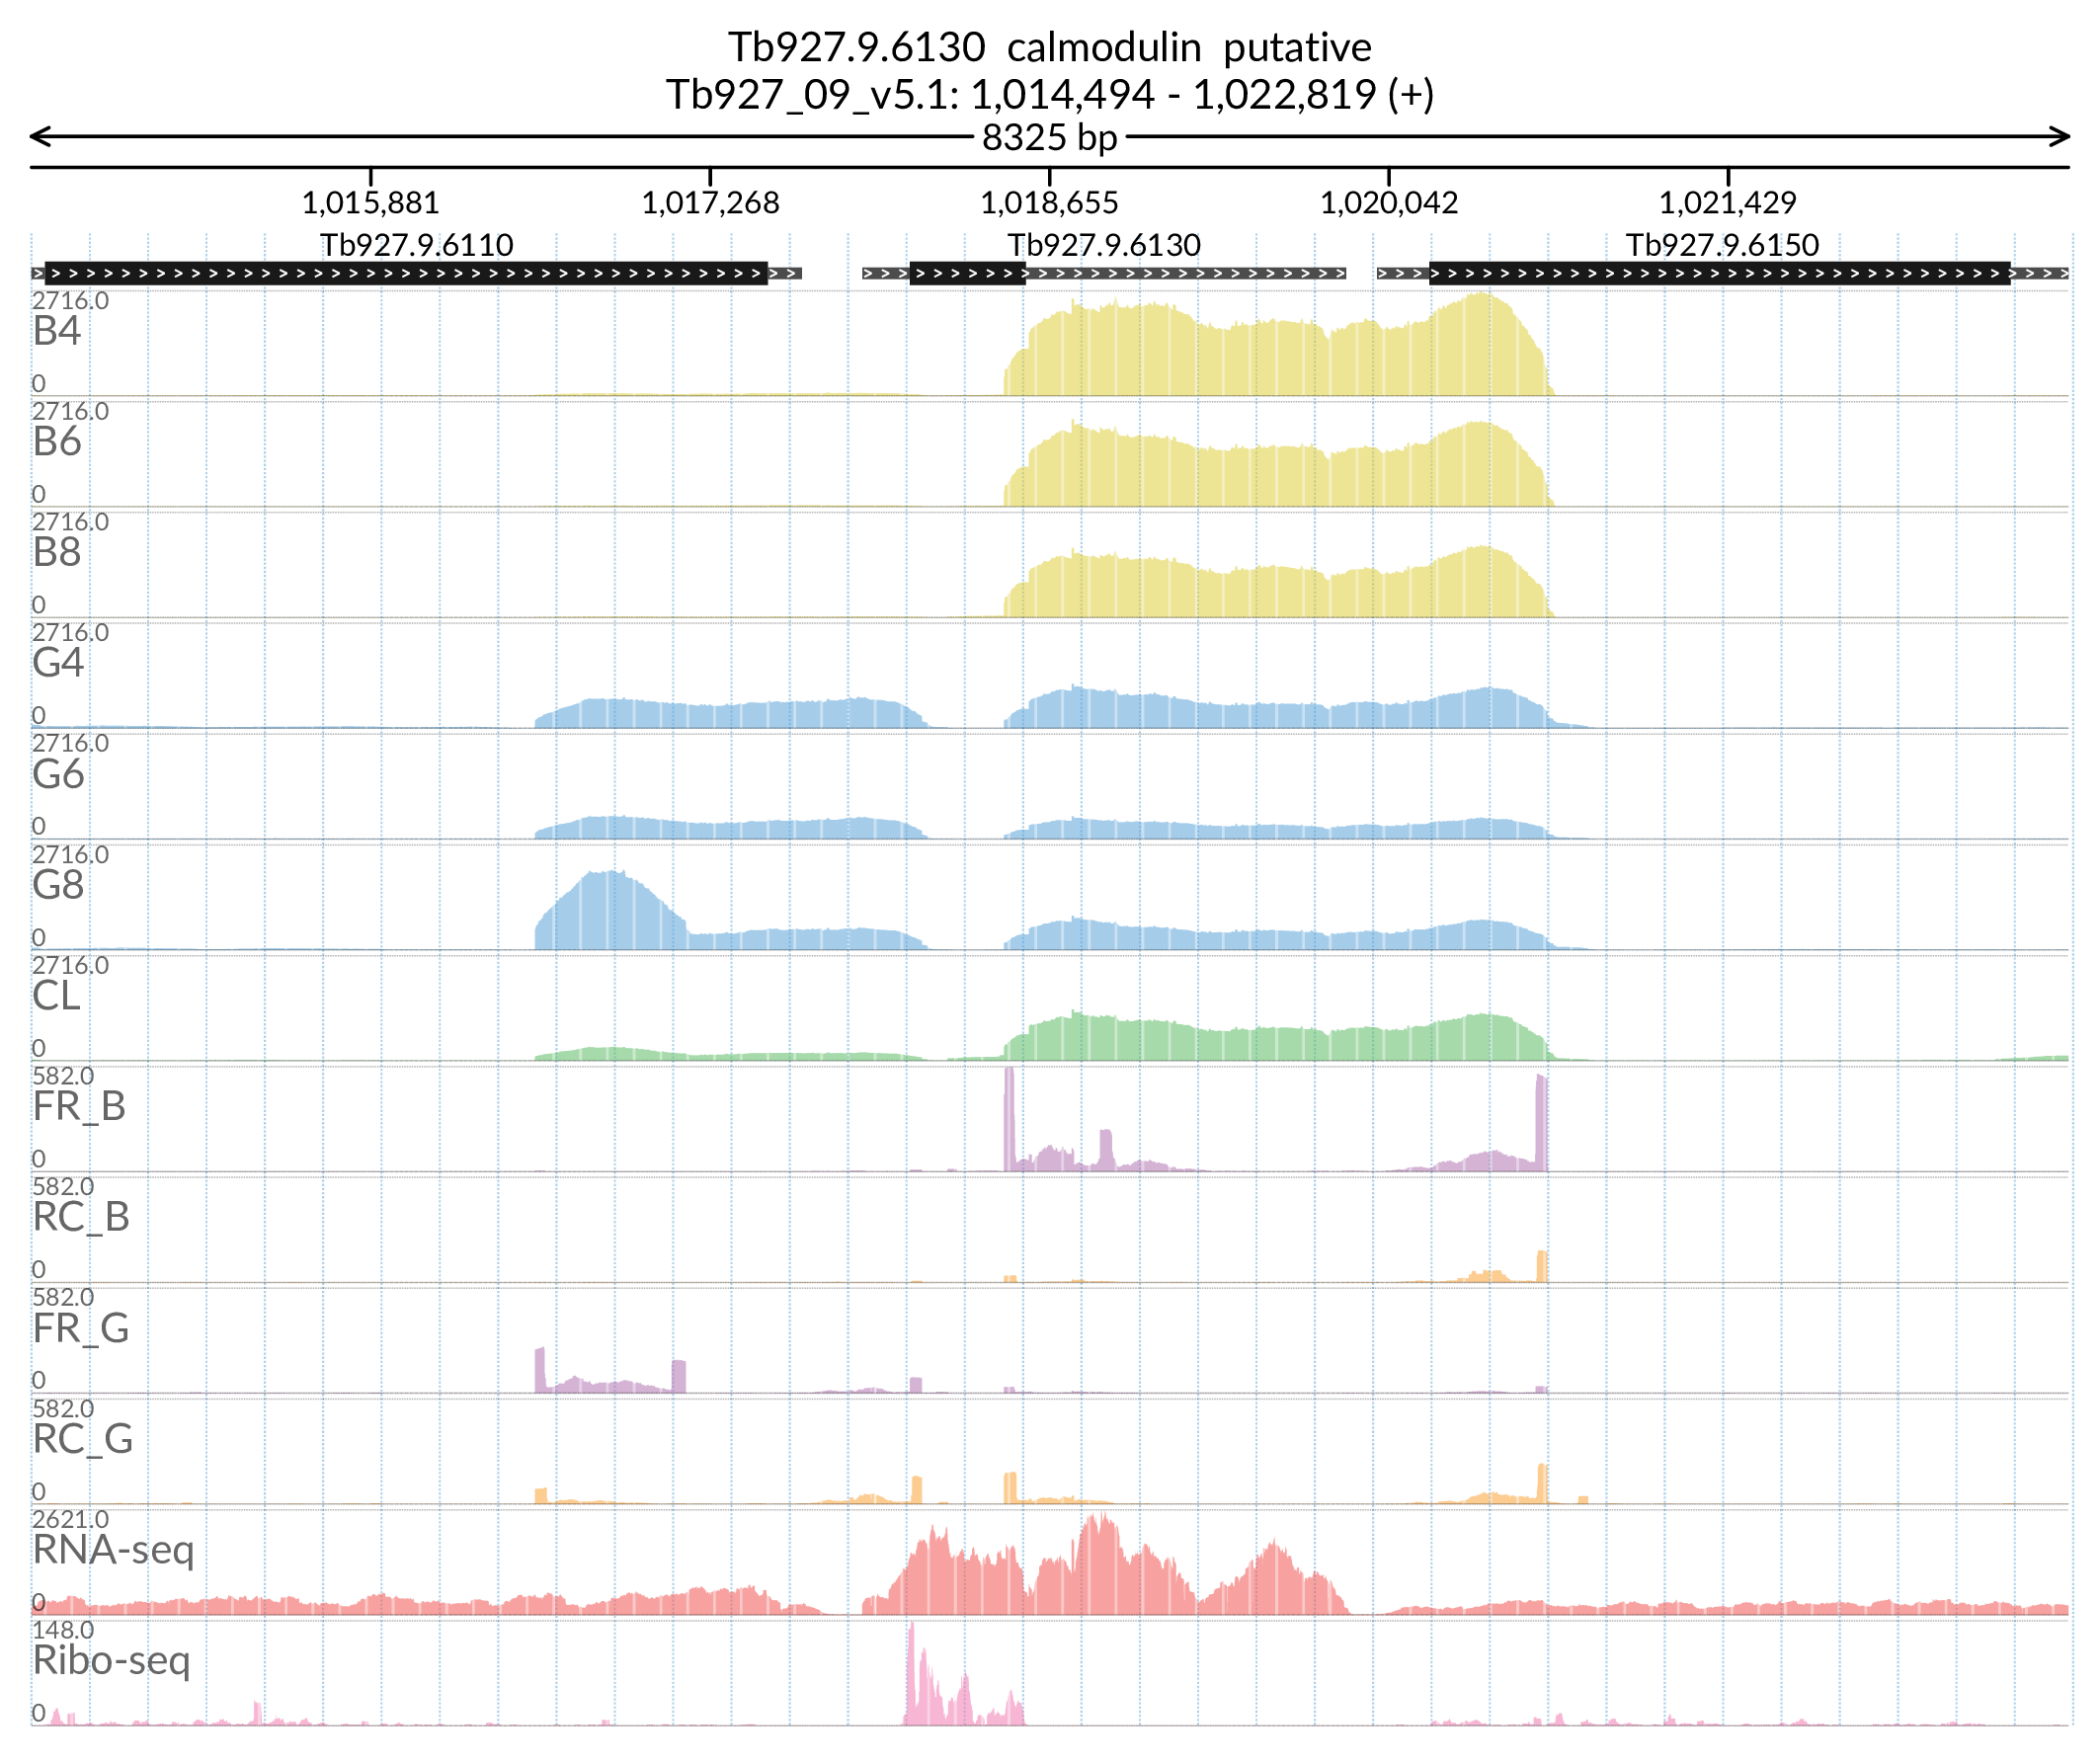 Tb927.9.6130 calmodulin putative
Tb927_09_v5.1: 1,014,494 - 1,022,819 (+)
8325 bp
1,015,881 1,017,268 1,018,655 1,020,042 1,021,429
Tb927.9.6110 Tb927.9.6130 Tb927.9.6150
2716.0
B4
0
2716.0
B6
0
2716.0
B8
0
2716.0
G4
0
2716.0
G6
0
2716.0
G8
0
2716.0
CL
0
582.0
FR_B
0
582.0
RC_B
0
582.0
FR_G
0
582.0
RC_G
0
2621.0
RNA-seq
0
148.0
Ribo-seq
0